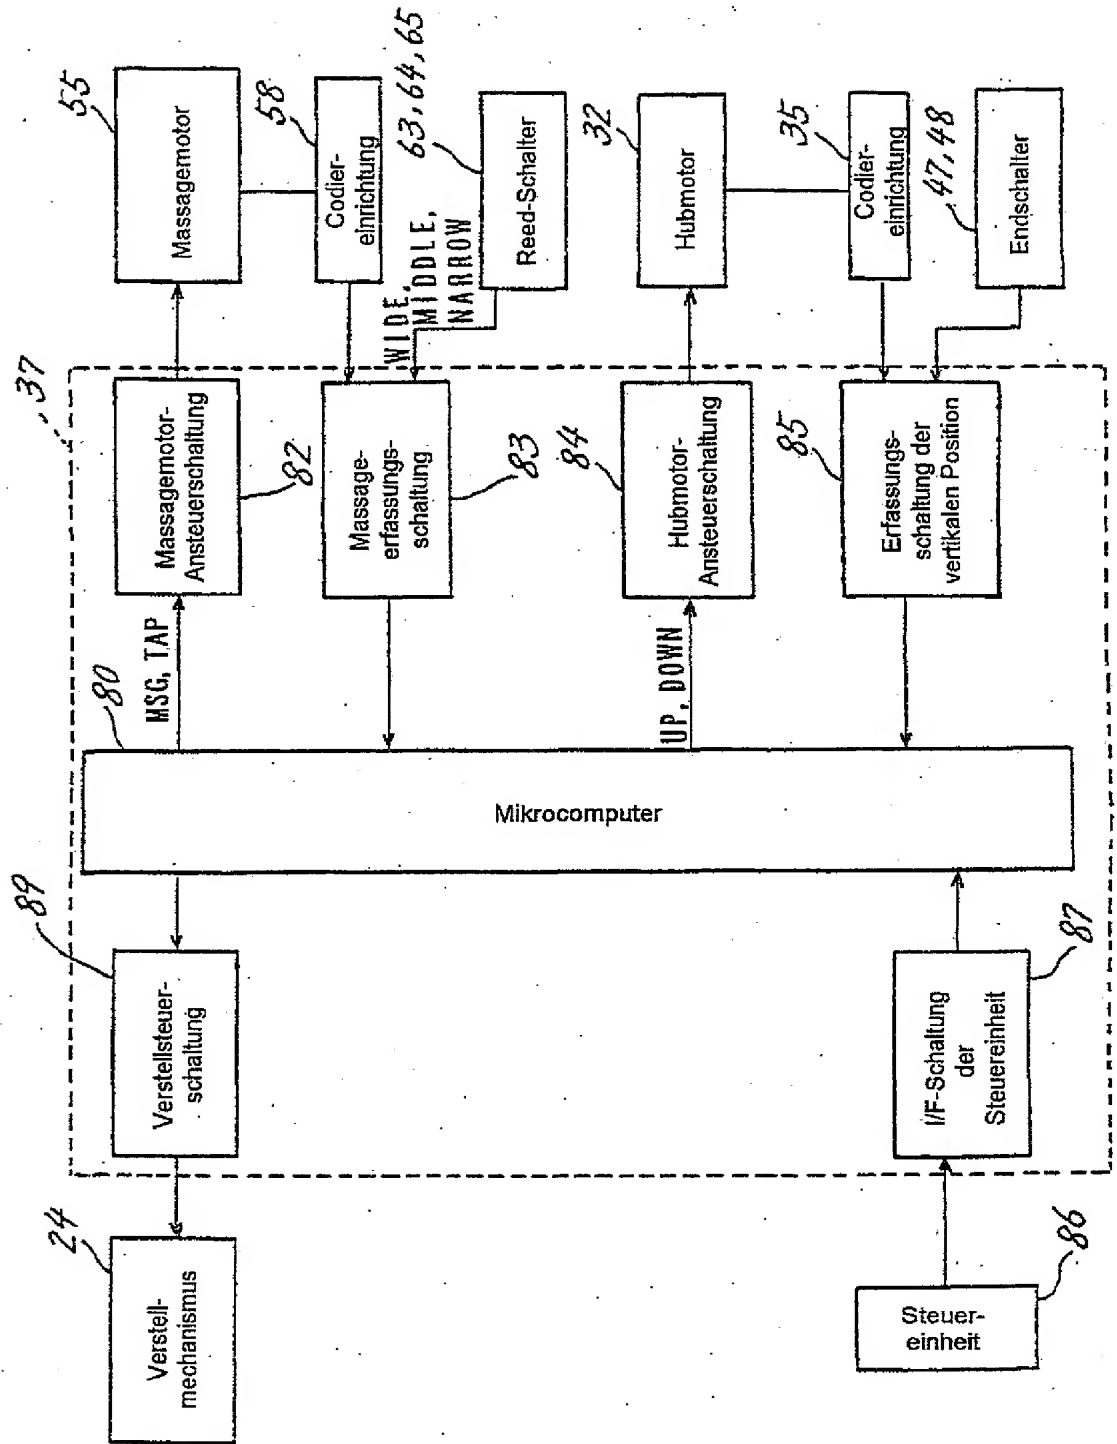 24
Verstell-
mechanismus
89
Verstellsteuer-
schaltung
86
Steuer-
einheit
87
I/F-Schaltung
der
Steuereinheit
80
Mikrocomputer
37
MSG, TAP
Massagemotor-
Ansteuerschaltung
82
Massage-
erfassungs-
schaltung
83
UP, DOWN
Hubmotor-
Ansteuerschaltung
84
Erfassungs-
schaltung der
vertikalen Position
85
55
Massagemotor
58
Codier-
einrichtung
WIDE,
MIDDLE,
NARROW
63, 64, 65
Reed-Schalter
32
Hubmotor
35
Codier-
einrichtung
47, 48
Endschalter